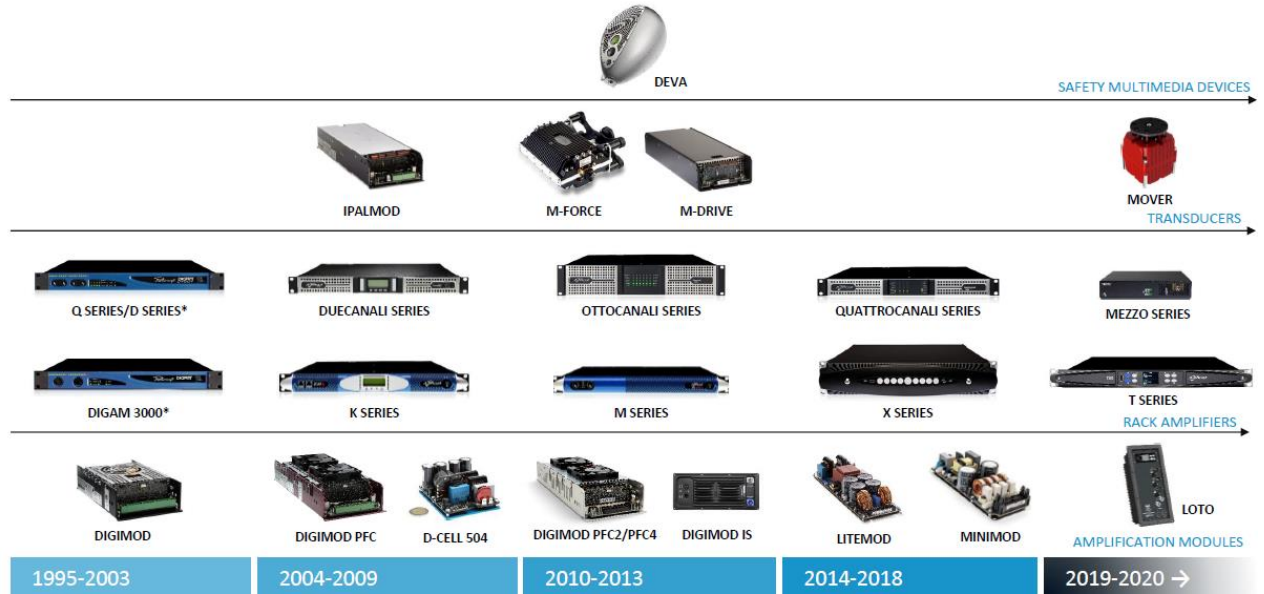 DEVA
SAFETY MULTIMEDIA DEVICES
IPALMOD
M-FORCE
M-DRIVE
MOVER
TRANSDUCERS
Q SERIES/D SERIES*
DUECANALI SERIES
OTTOCANALI SERIES
QUATTROCANALI SERIES
MEZZO SERIES
DIGAM 3000*
K SERIES
M SERIES
X SERIES
T SERIES
RACK AMPLIFIERS
DIGIMOD
DIGIMOD PFC
D-CELL 504
DIGIMOD PFC2/PFC4
DIGIMOD IS
LITEMOD
MINIMOD
LOTO
AMPLIFICATION MODULES
1995-2003
2004-2009
2010-2013
2014-2018
2019-2020 →